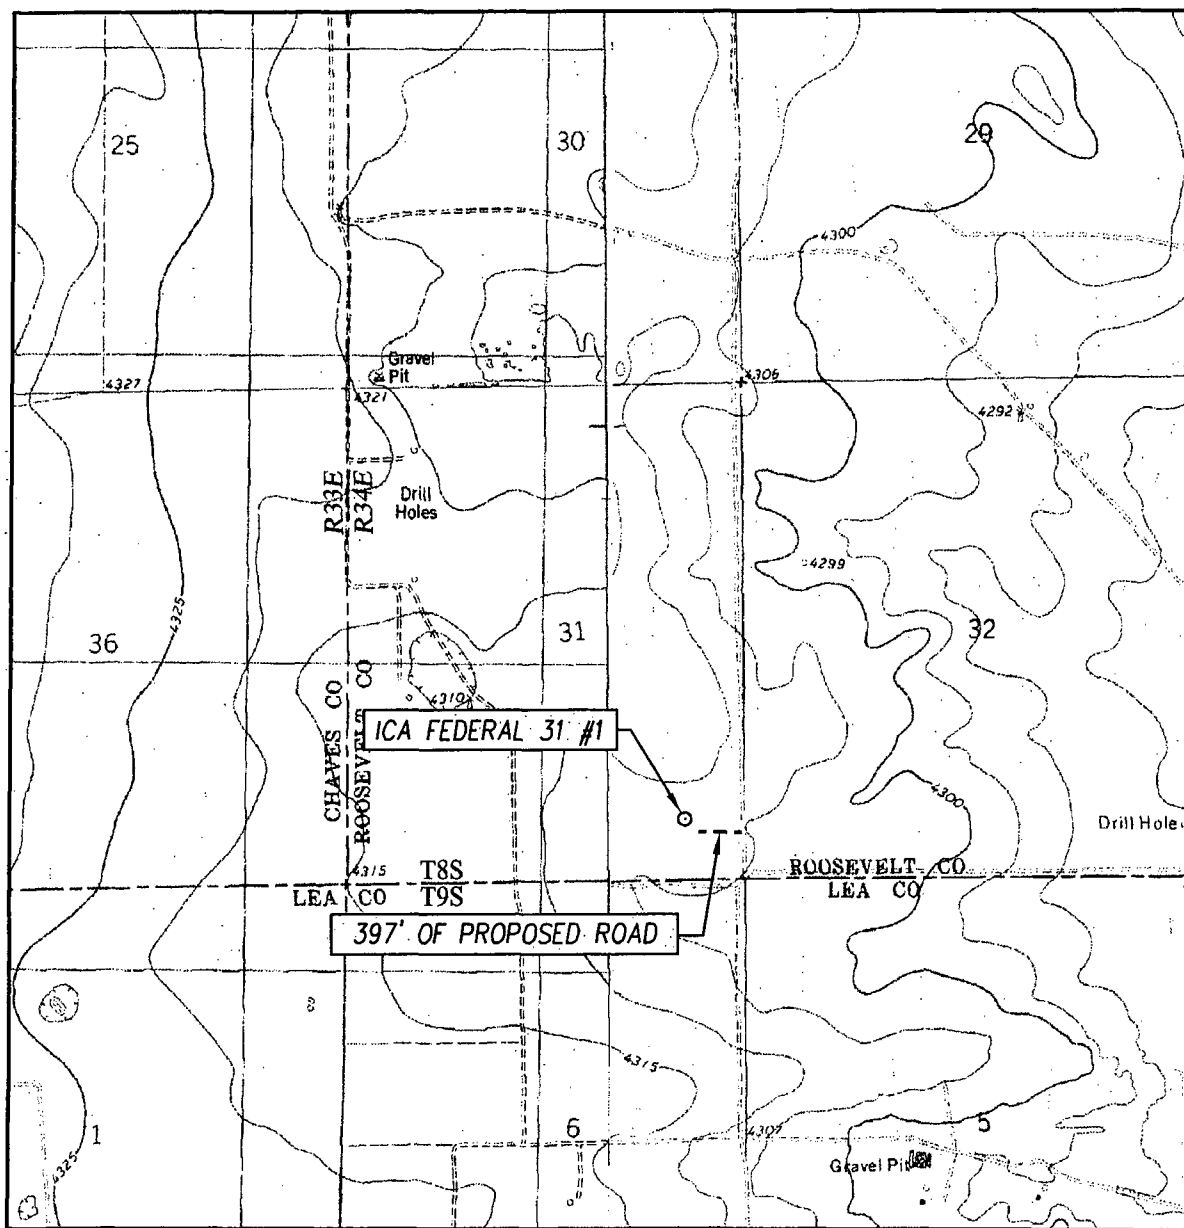 25
30
29
4300
Gravel
Pit
4327
4321
4306
4292
R33E
R34E
Drill
Holes
4299
4325
36
31
32
CHAVES CO
ROOSEVELT CO
4310
ICA FEDERAL 31 #1
4300
Drill Hole
4315
T8S
ROOSEVELT CO
LEA CO
T9S
LEA CO
397' OF PROPOSED ROAD
4315
1
6
4307
5
4325
Gravel Pit